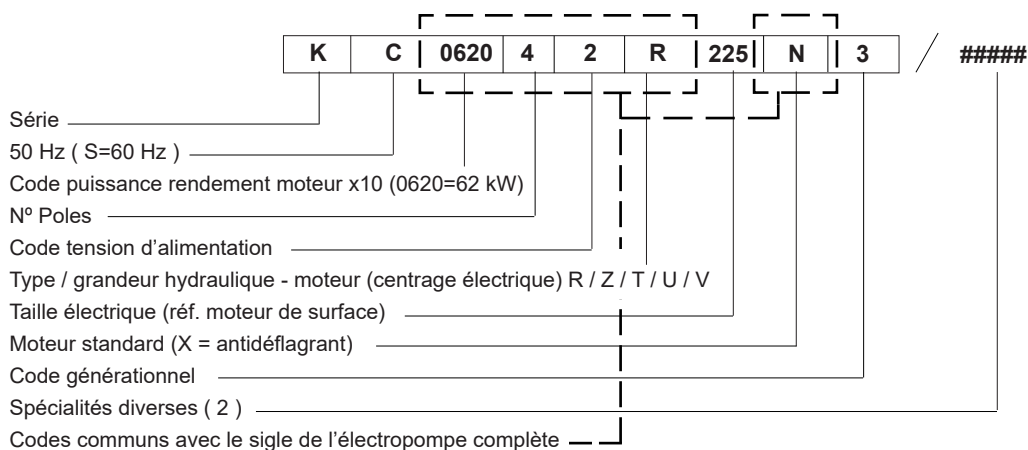 K C 0620 4 2 R 225 N 3 / #####
Série
50 Hz ( S=60 Hz )
Code puissance rendement moteur x10 (0620=62 kW)
Nº Poles
Code tension d’alimentation
Type / grandeur hydraulique - moteur (centrage électrique) R / Z / T / U / V
Taille électrique (réf. moteur de surface)
Moteur standard (X = antidéflagrant)
Code générationnel
Spécialités diverses ( 2 )
Codes communs avec le sigle de l’électropompe complète